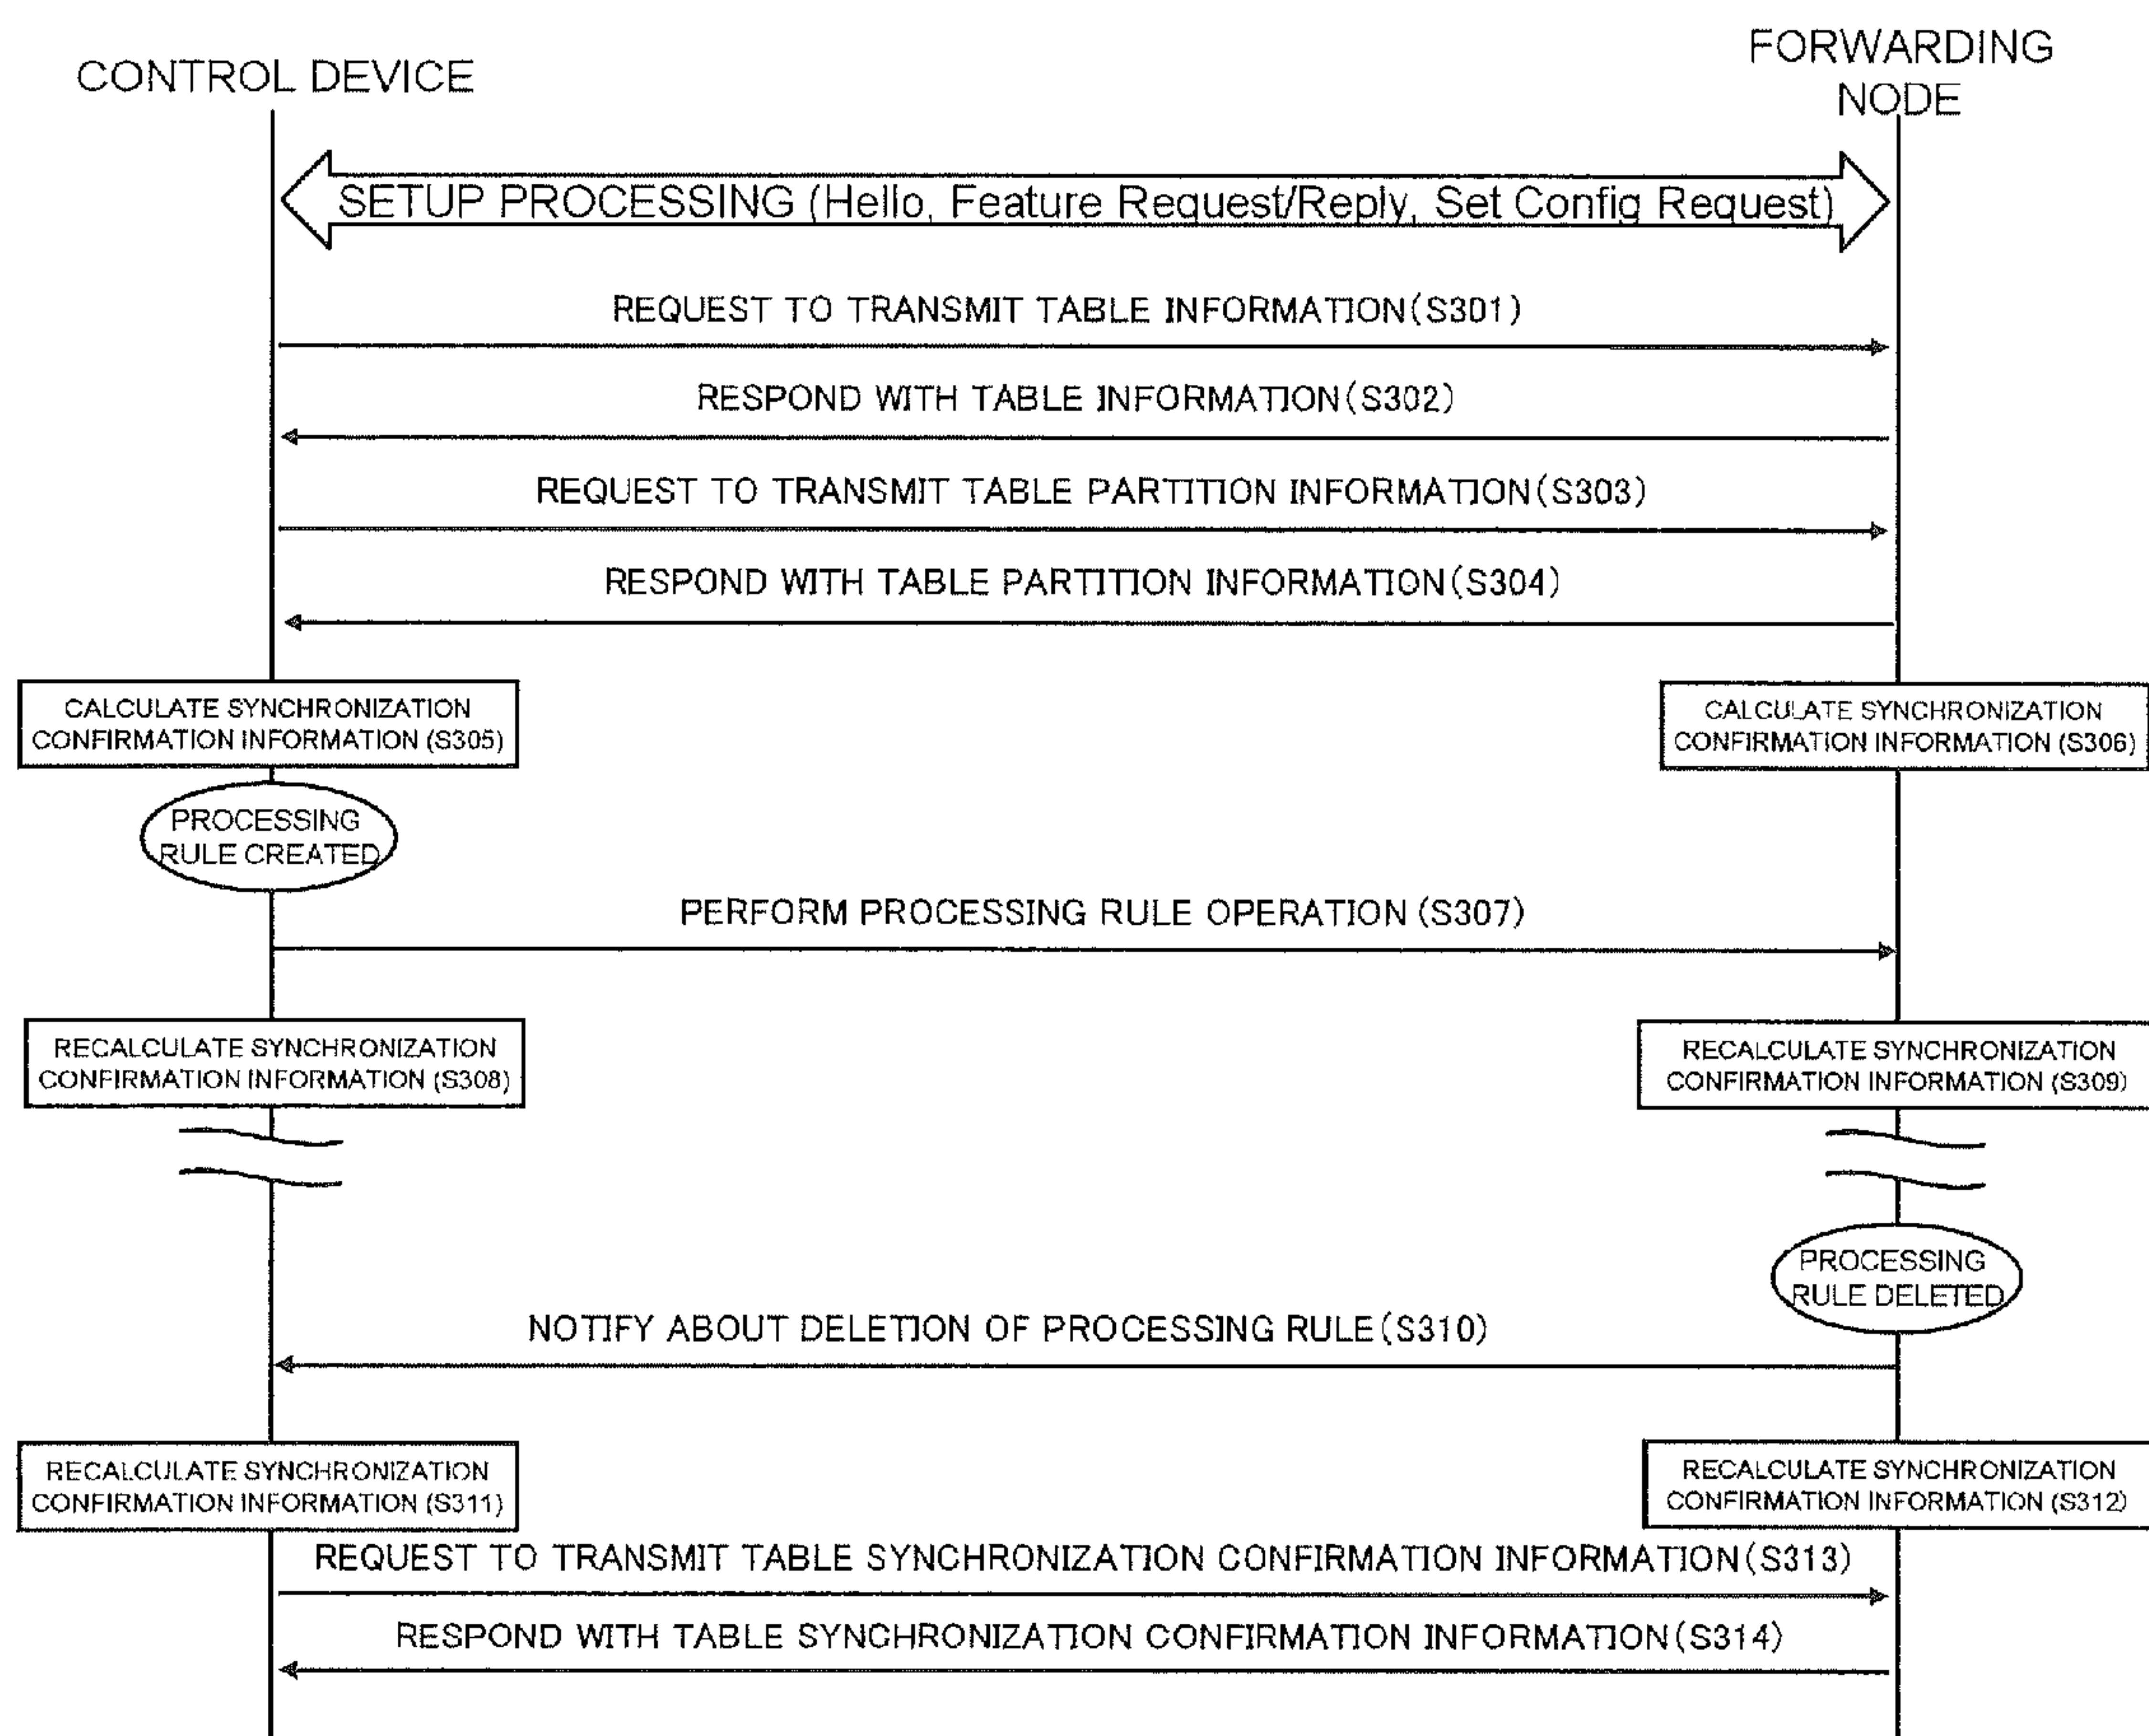 CONTROL DEVICE
FORWARDING
NODE
SETUP PROCESSING (Hello, Feature Request/Reply, Set Config Request)
REQUEST TO TRANSMIT TABLE INFORMATION(S301)
RESPOND WITH TABLE INFORMATION(S302)
REQUEST TO TRANSMIT TABLE PARTITION INFORMATION(S303)
RESPOND WITH TABLE PARTITION INFORMATION(S304)
CALCULATE SYNCHRONIZATION
CONFIRMATION INFORMATION (S305)
CALCULATE SYNCHRONIZATION
CONFIRMATION INFORMATION (S306)
PROCESSING
RULE CREATED
PERFORM PROCESSING RULE OPERATION (S307)
RECALCULATE SYNCHRONIZATION
CONFIRMATION INFORMATION (S308)
RECALCULATE SYNCHRONIZATION
CONFIRMATION INFORMATION (S309)
PROCESSING
RULE DELETED
NOTIFY ABOUT DELETION OF PROCESSING RULE(S310)
RECALCULATE SYNCHRONIZATION
CONFIRMATION INFORMATION (S311)
RECALCULATE SYNCHRONIZATION
CONFIRMATION INFORMATION (S312)
REQUEST TO TRANSMIT TABLE SYNCHRONIZATION CONFIRMATION INFORMATION(S313)
RESPOND WITH TABLE SYNCHRONIZATION CONFIRMATION INFORMATION(S314)